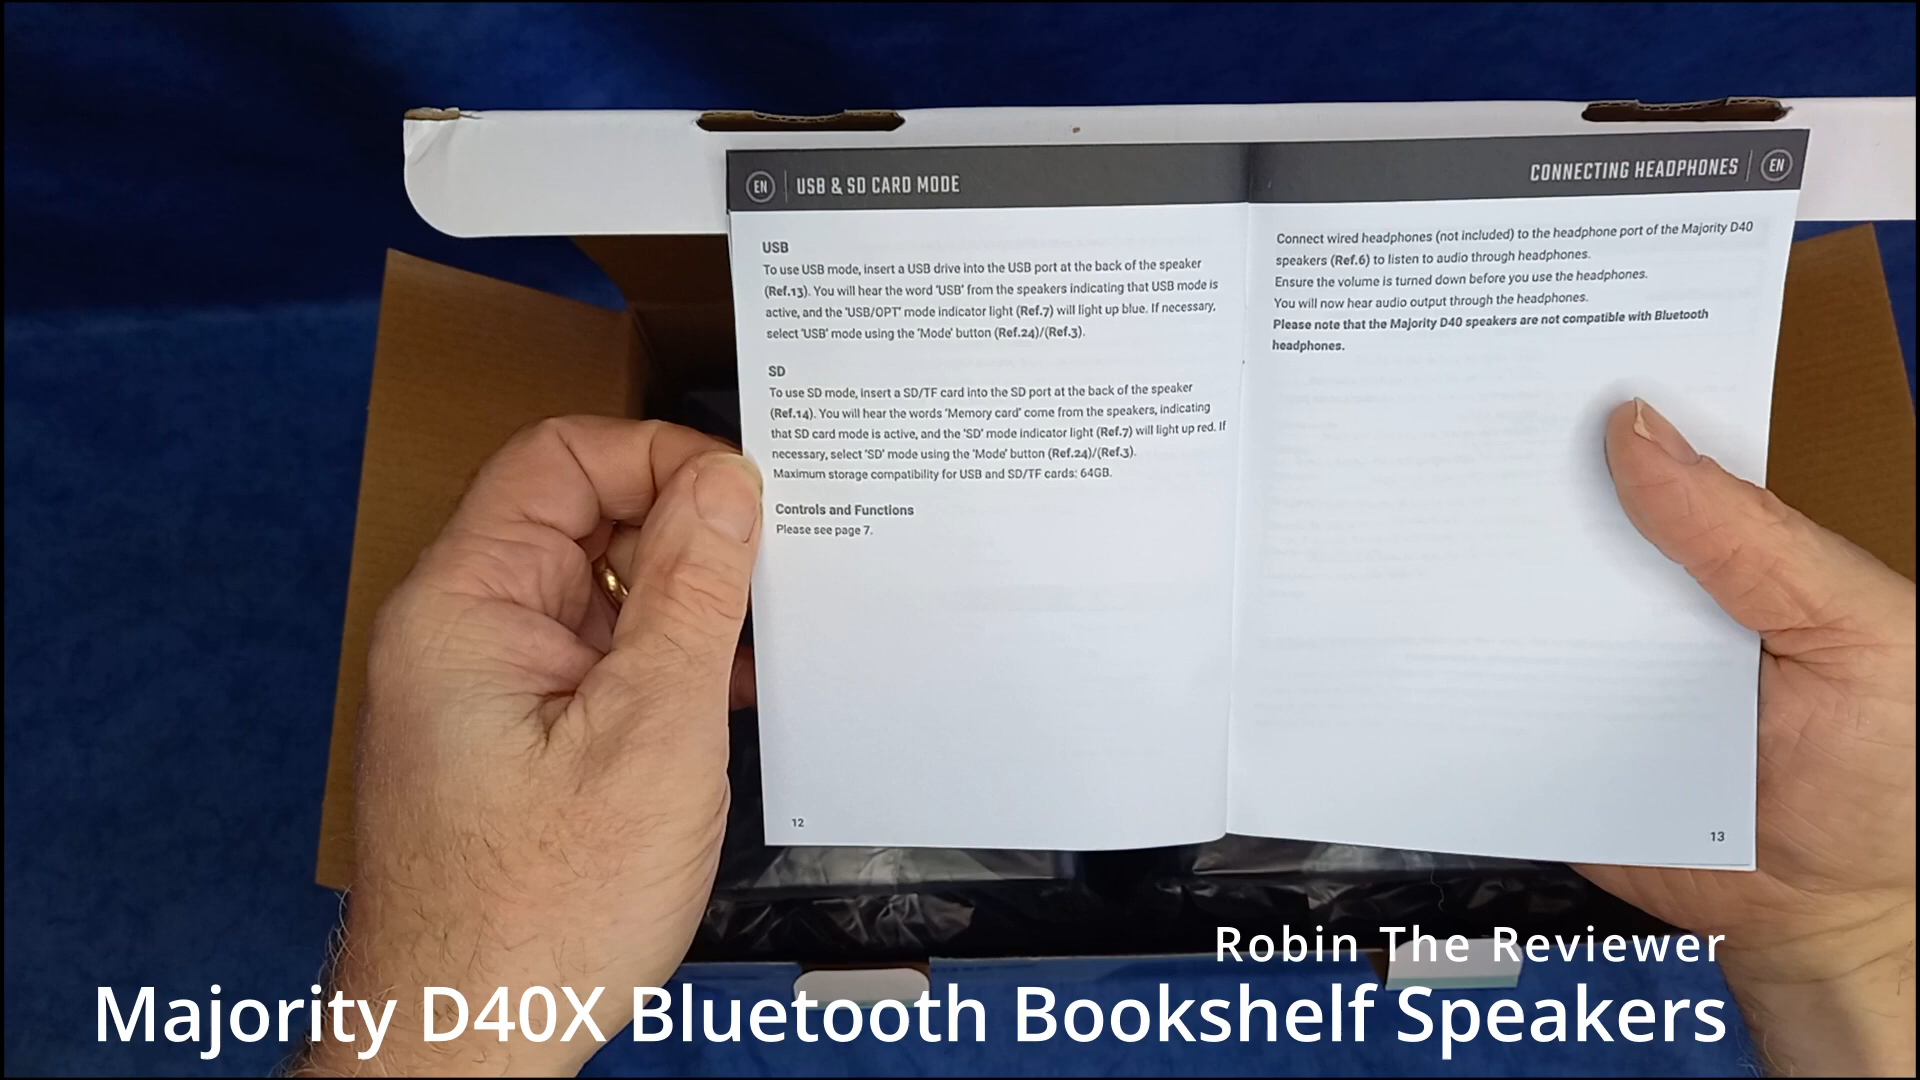 EN | USB & SD CARD MODE
USB
To use USB mode, insert a USB drive into the USB port at the back of the speaker
(Ref.13). You will hear the word 'USB' from the speakers indicating that USB mode is
active, and the 'USB/OPT' mode indicator light (Ref.7) will light up blue. If necessary,
select 'USB' mode using the 'Mode' button (Ref.24)/(Ref.3).
SD
To use SD mode, insert a SD/TF card into the SD port at the back of the speaker
(Ref.14). You will hear the words 'Memory card' come from the speakers, indicating
that SD card mode is active, and the 'SD' mode indicator light (Ref.7) will light up red. If
necessary, select 'SD' mode using the 'Mode' button (Ref.24)/(Ref.3).
Maximum storage compatibility for USB and SD/TF cards: 64GB.
Controls and Functions
Please see page 7.
12
CONNECTING HEADPHONES | EN
Connect wired headphones (not included) to the headphone port of the Majority D40
speakers (Ref.6) to listen to audio through headphones.
Ensure the volume is turned down before you use the headphones.
You will now hear audio output through the headphones.
Please note that the Majority D40 speakers are not compatible with Bluetooth
headphones.
13
Robin The Reviewer
Majority D40X Bluetooth Bookshelf Speakers